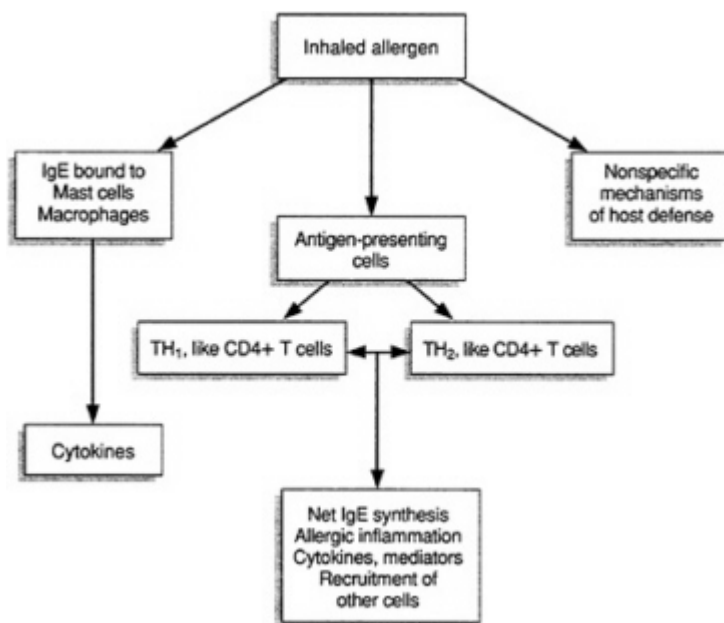 Inhaled allergen
IgE bound to
Mast cells
Macrophages
Nonspecific
mechanisms
of host defense
Antigen-presenting
cells
TH₁, like CD4+ T cells
TH₂, like CD4+ T cells
Cytokines
Net IgE synthesis
Allergic inflammation
Cytokines, mediators
Recruitment of
other cells